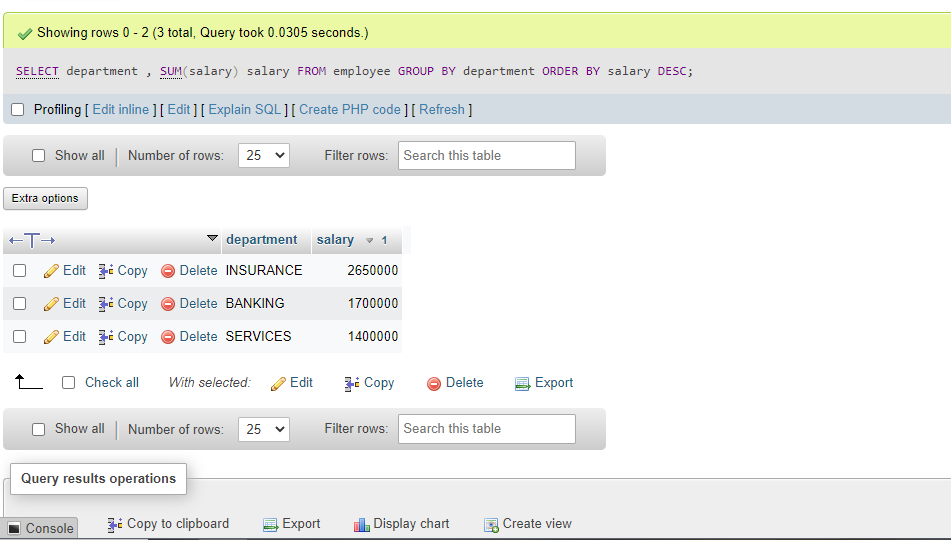 Showing rows 0 - 2 (3 total, Query took 0.0305 seconds.)
SELECT department , SUM(salary) salary FROM employee GROUP BY department ORDER BY salary DESC;
Profiling [ Edit inline ] [ Edit ] [ Explain SQL ] [ Create PHP code ] [ Refresh ]
Show all Number of rows: 25 Filter rows: Search this table
Extra options
department salary 1
Edit Copy Delete INSURANCE 2650000
Edit Copy Delete BANKING 1700000
Edit Copy Delete SERVICES 1400000
Check all With selected: Edit Copy Delete Export
Show all Number of rows: 25 Filter rows: Search this table
Query results operations
Console Copy to clipboard Export Display chart Create view